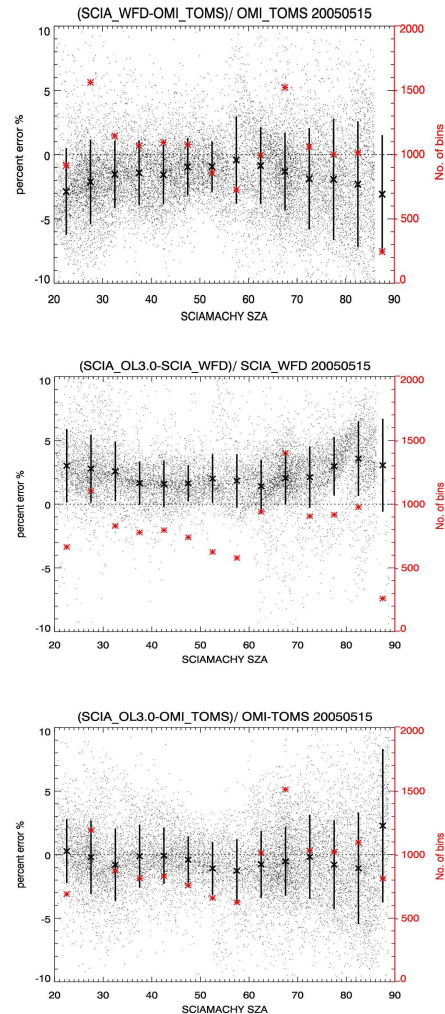 (SCIA_WFD-OMI_TOMS)/ OMI_TOMS 20050515
10
5
0
-5
-10
percent error %
2000
1500
1000
500
0
No. of bins
20 30 40 50 60 70 80 90
SCIAMACHY SZA
(SCIA_OL3.0-SCIA_WFD)/ SCIA_WFD 20050515
10
5
0
-5
-10
percent error %
2000
1500
1000
500
0
No. of bins
20 30 40 50 60 70 80 90
SCIAMACHY SZA
(SCIA_OL3.0-OMI_TOMS)/ OMI-TOMS 20050515
10
5
0
-5
-10
percent error %
2000
1500
1000
500
0
No. of bins
20 30 40 50 60 70 80 90
SCIAMACHY SZA